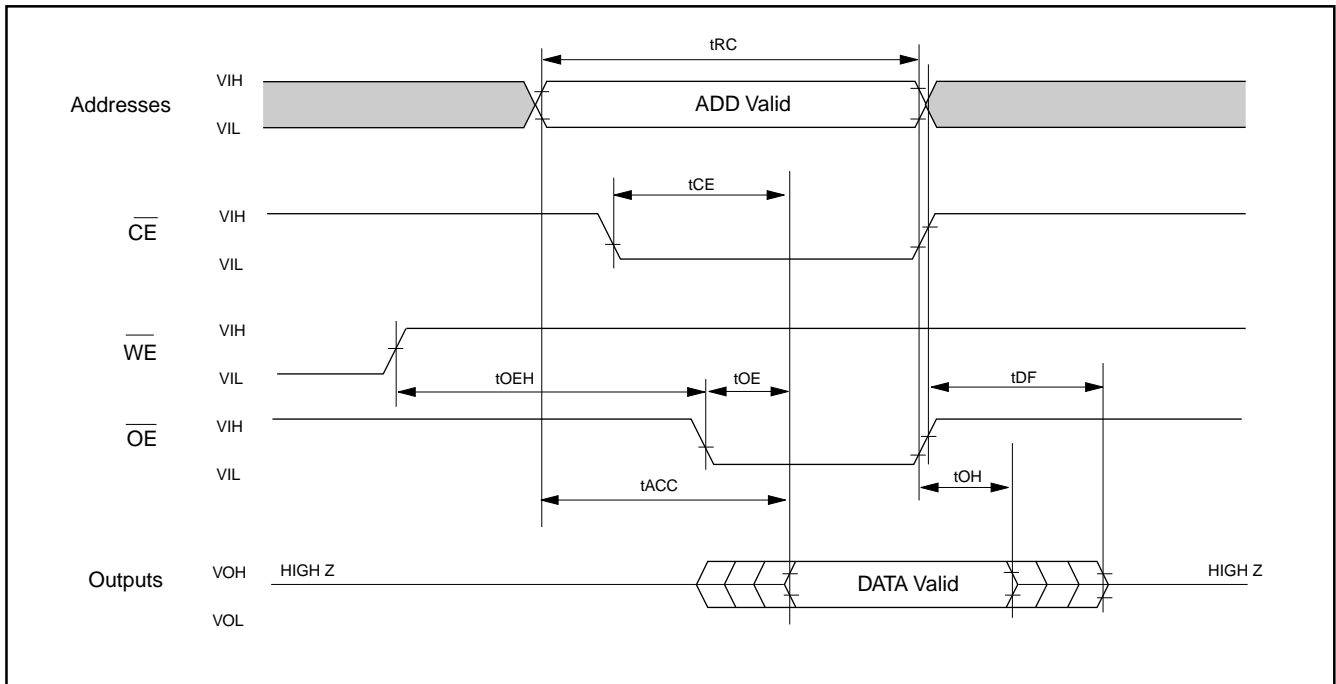 tRC
VIH
Addresses
ADD Valid
VIL
tCE
VIH
CE
VIL
VIH
WE
VIL
tOEH
tOE
tDF
VIH
OE
VIL
tACC
tOH
HIGH Z
VOH
Outputs
DATA Valid
HIGH Z
VOL